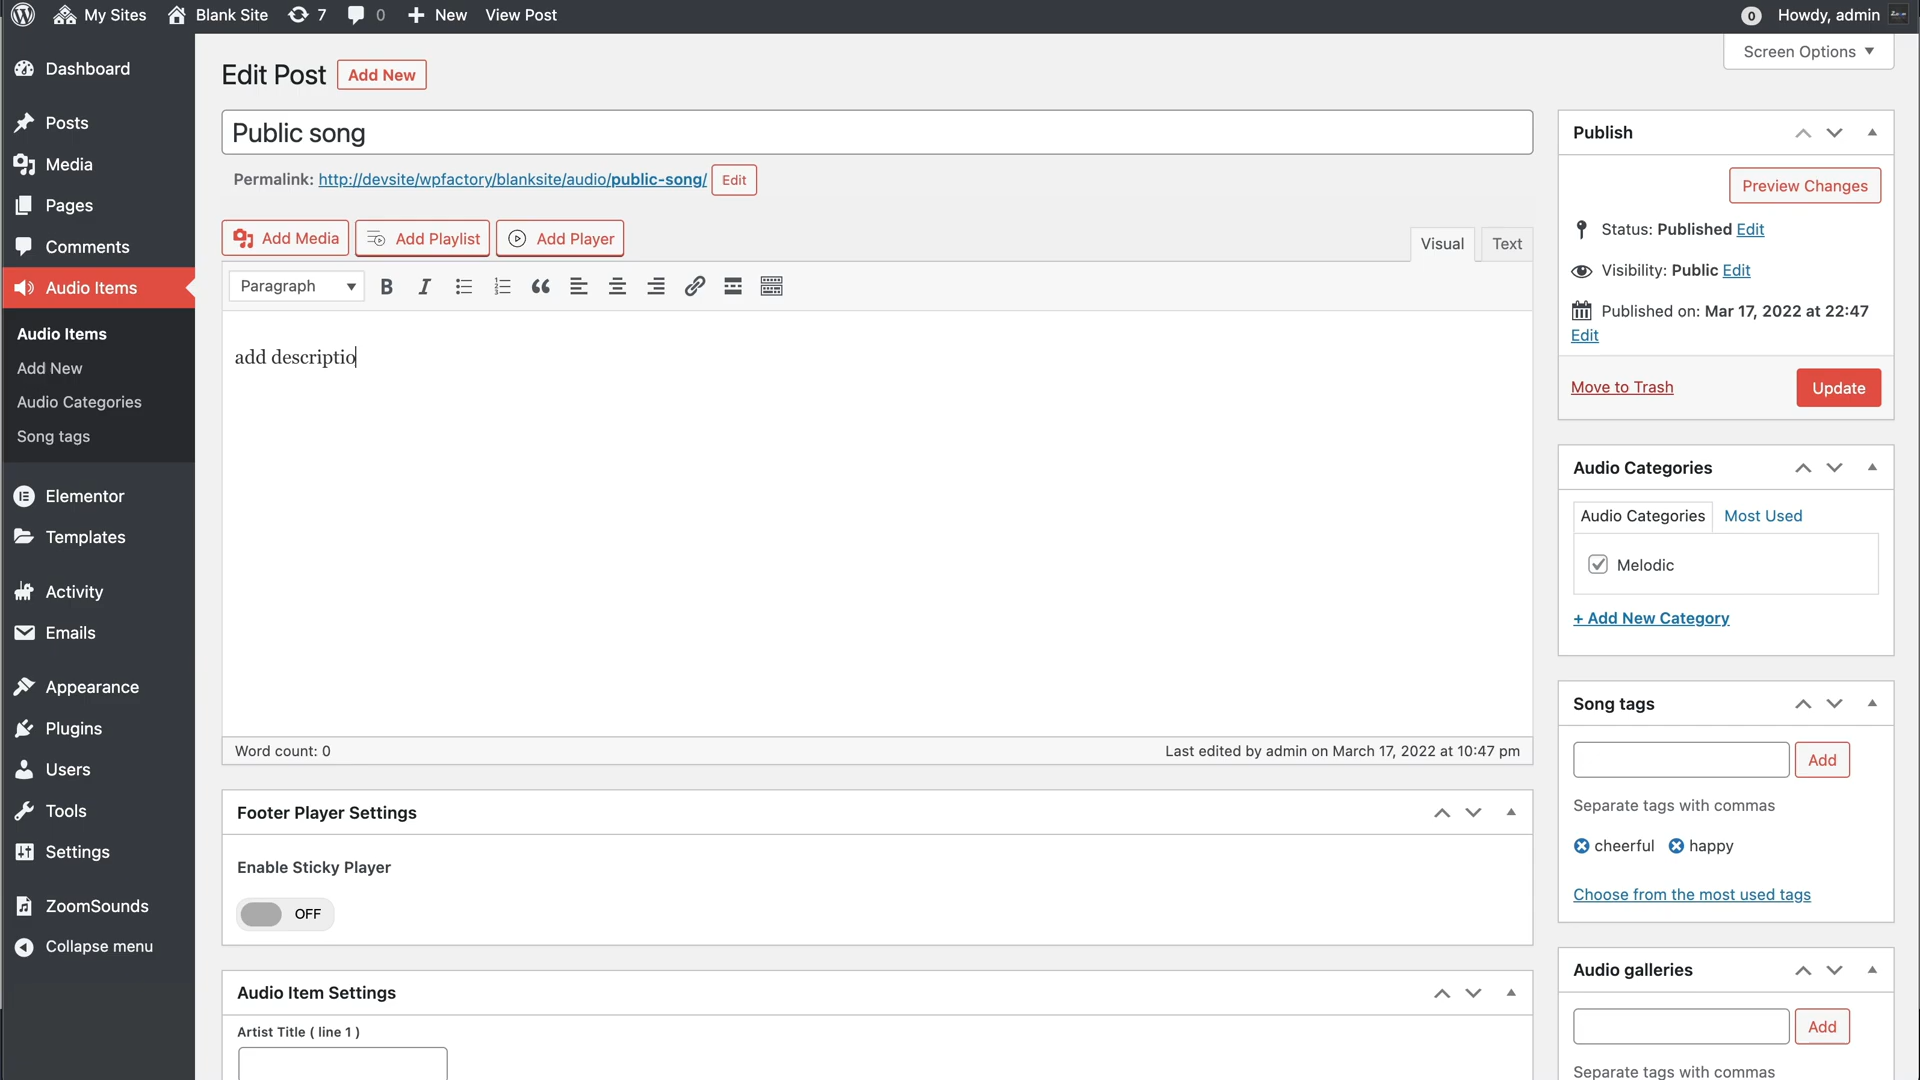 My Sites
Blank Site
7
0
New
View Post
0
Howdy, admin
Screen Options
Dashboard
Posts
Media
Pages
Comments
Audio Items
Audio Items
Add New
Audio Categories
Song tags
Elementor
Templates
Activity
Emails
Appearance
Plugins
Users
Tools
Settings
ZoomSounds
Collapse menu
Edit Post
Add New
Public song
Permalink: http://devsite/wpfactory/blanksite/audio/public-song/ Edit
Add Media
Add Playlist
Add Player
Visual
Text
Paragraph
add descriptio
Word count: 0
Last edited by admin on March 17, 2022 at 10:47 pm
Footer Player Settings
Enable Sticky Player
OFF
Audio Item Settings
Artist Title ( line 1 )
Publish
Preview Changes
Status: Published Edit
Visibility: Public Edit
Published on: Mar 17, 2022 at 22:47
Edit
Move to Trash
Update
Audio Categories
Audio Categories
Most Used
Melodic
+ Add New Category
Song tags
Add
Separate tags with commas
cheerful
happy
Choose from the most used tags
Audio galleries
Add
Separate tags with commas